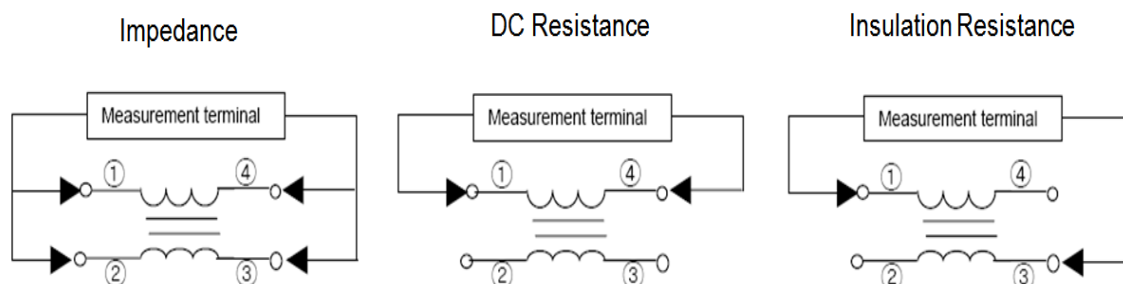 Impedance
DC Resistance
Insulation Resistance
Measurement terminal
① ④
② ③
Measurement terminal
① ④
② ③
Measurement terminal
① ④
② ③